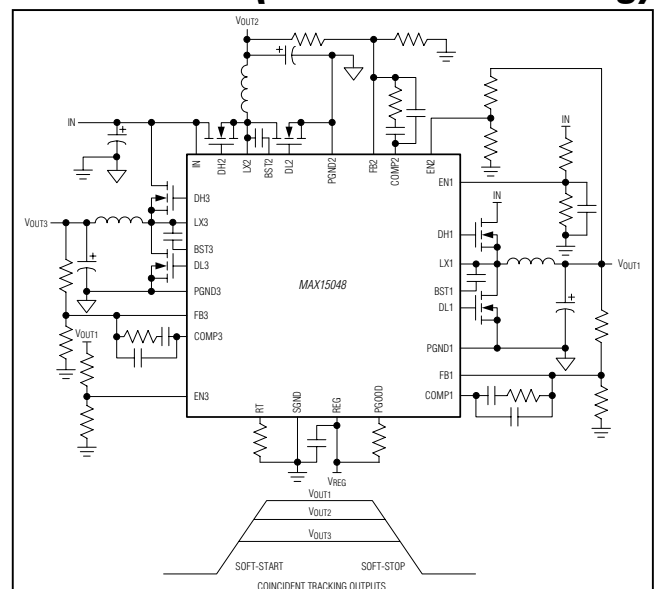 VOUT2
IN
IN
DH2
LX2
BST2
DL2
PGND2
FB2
COMP2
EN2
IN
EN1
IN
DH3
VOUT3
LX3
DH1
LX1
VOUT1
BST3
DL3
MAX15048
BST1
DL1
PGND3
FB3
PGND1
VOUT1
COMP3
FB1
COMP1
EN3
RT
SGND
REG
PGOOD
VREG
VOUT1
VOUT2
VOUT3
SOFT-START
SOFT-STOP
COINCIDENT TRACKING OUTPUTS